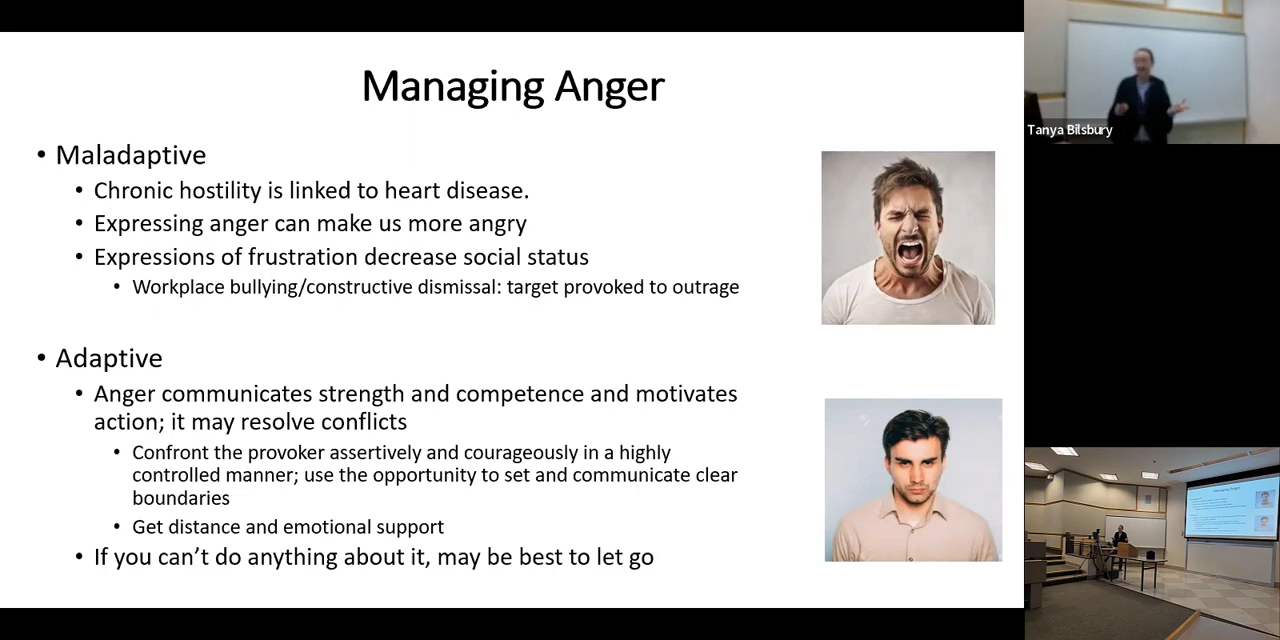 Managing Anger
• Maladaptive
• Chronic hostility is linked to heart disease.
• Expressing anger can make us more angry
• Expressions of frustration decrease social status
• Workplace bullying/constructive dismissal: target provoked to outrage
• Adaptive
• Anger communicates strength and competence and motivates
action; it may resolve conflicts
• Confront the provoker assertively and courageously in a highly
controlled manner; use the opportunity to set and communicate clear
boundaries
• Get distance and emotional support
• If you can’t do anything about it, may be best to let go
Tanya Bilsbury